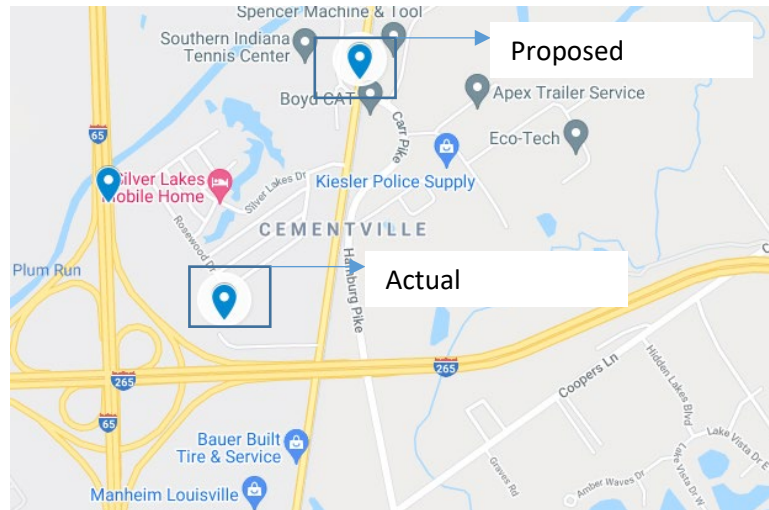 Spencer Machine & Tool
Southern Indiana
Tennis Center
Proposed
Boyd CAT
Apex Trailer Service
Carr Pike
65
Eco-Tech
Silver Lakes
Mobile Home
Kiesler Police Supply
Silver Lakes Dr
Rosewood Dr
CEMENTVILLE
Plum Run
Actual
Hamburg Pike
C
265
265
Coopers Ln
Hidden Lakes Blvd
65
Bauer Built
Tire & Service
Lake Vista Dr E
Lake Vista Dr W
Graves Rd
Amber Waves Dr
Manheim Louisville